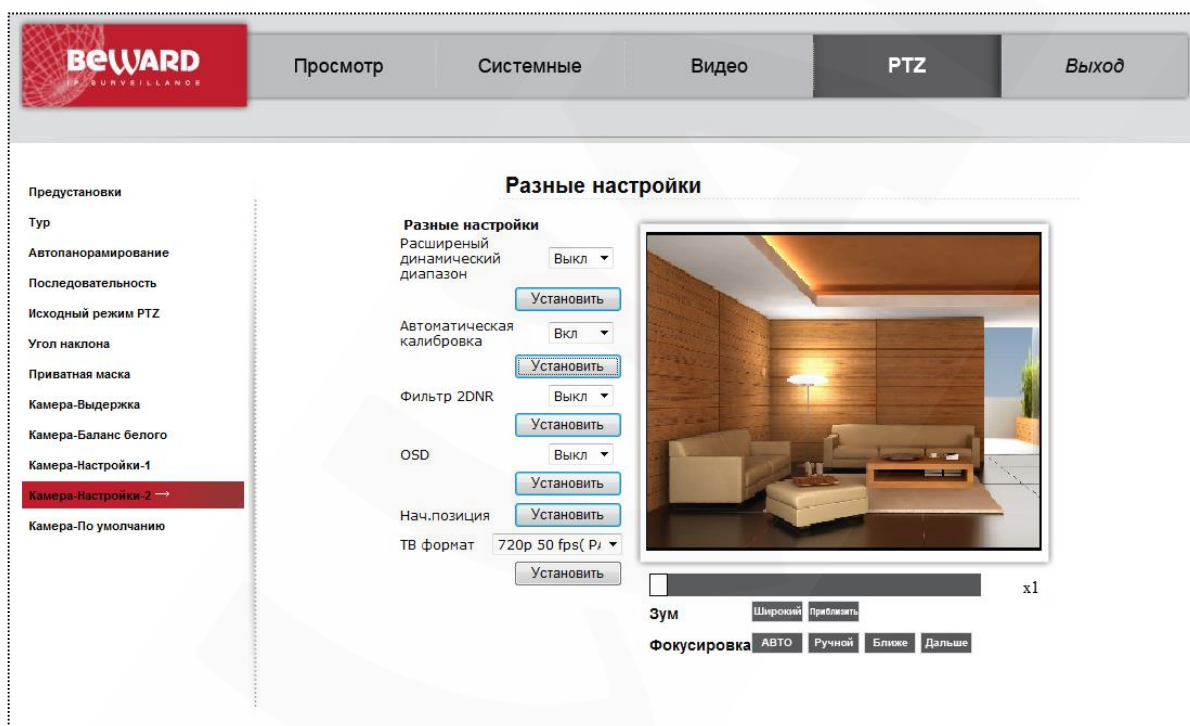 BEWARD
IP SURVEILLANCE
Просмотр
Системные
Видео
PTZ
Выход
Предустановки
Тур
Автопанорамирование
Последовательность
Исходный режим PTZ
Угол наклона
Приватная маска
Камера-Выдержка
Камера-Баланс белого
Камера-Настройки-1
Камера-Настройки-2 →
Камера-По умолчанию
Разные настройки
Разные настройки
Расширеный
динамический
диапазон
Выкл
Установить
Автоматическая
калибровка
Вкл
Установить
Фильтр 2DNR
Выкл
Установить
OSD
Выкл
Установить
Нач.позиция
Установить
ТВ формат
720p 50 fps( P
Установить
x1
Зум
Широкий
Приблизить
Фокусировка
АВТО
Ручной
Ближе
Дальше